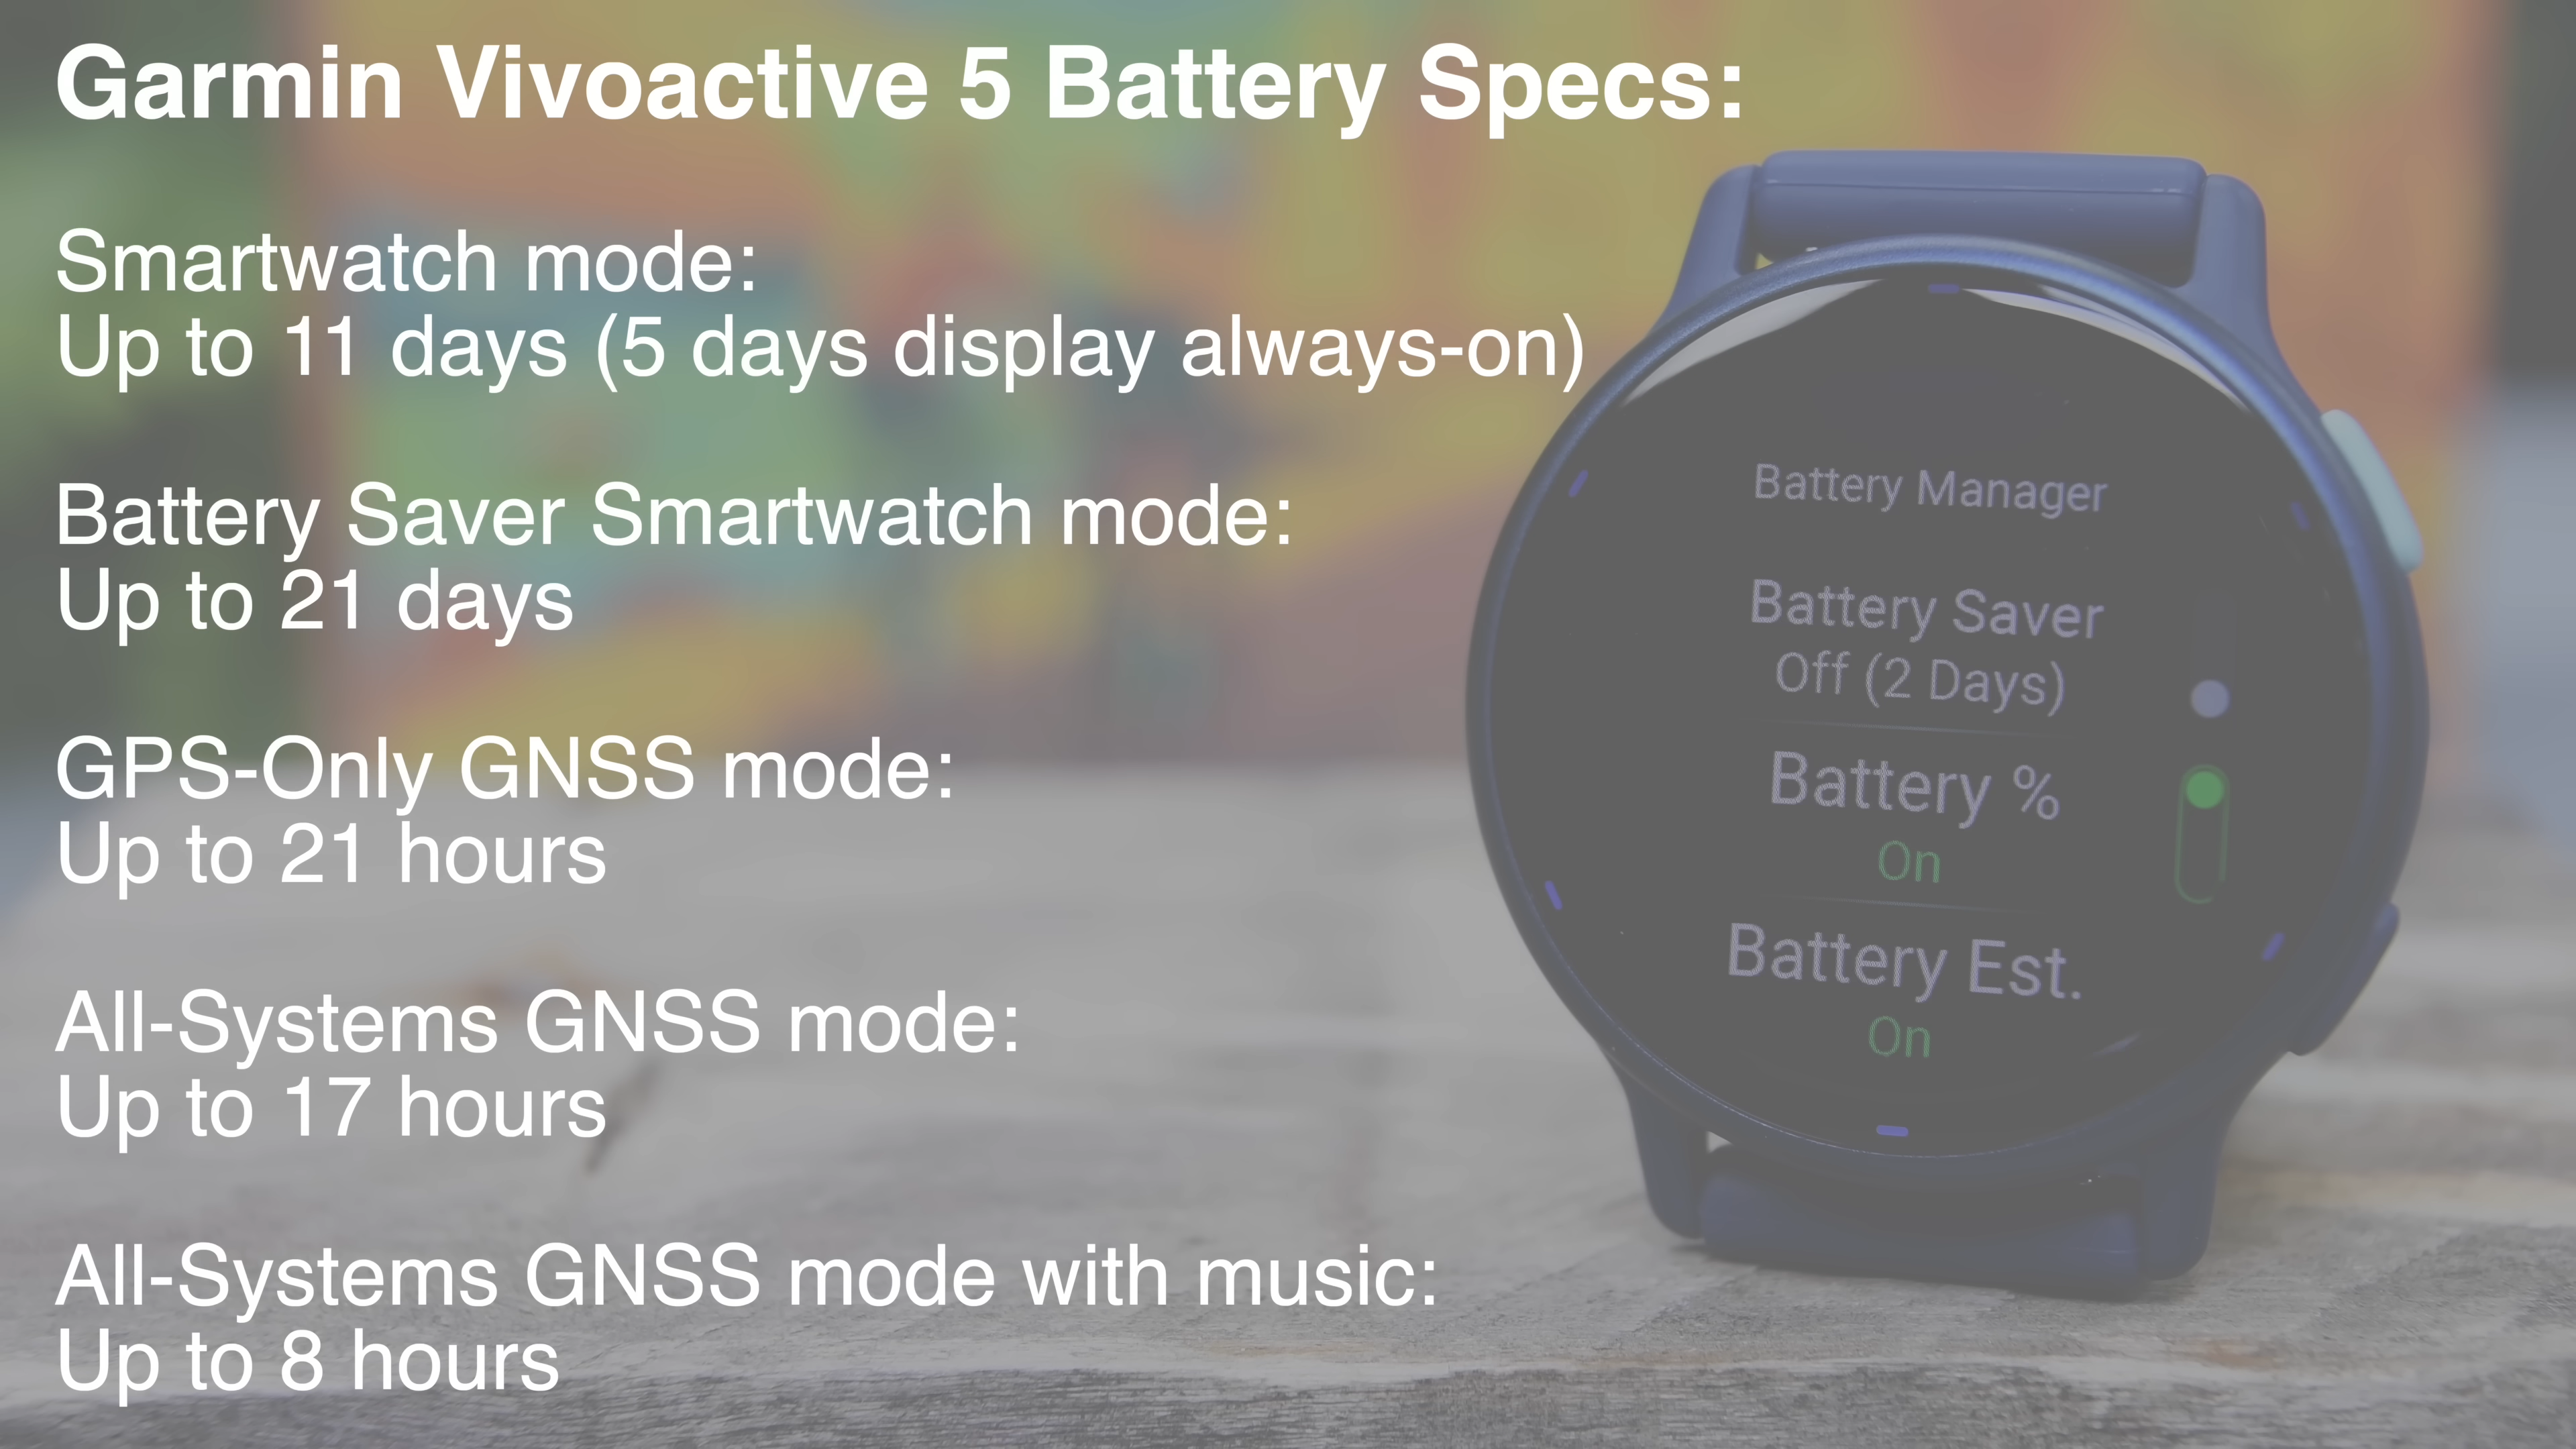 Garmin Vivoactive 5 Battery Specs:
Smartwatch mode:
Up to 11 days (5 days display always-on)
Battery Saver Smartwatch mode:
Up to 21 days
GPS-Only GNSS mode:
Up to 21 hours
All-Systems GNSS mode:
Up to 17 hours
All-Systems GNSS mode with music:
Up to 8 hours
Battery Manager
Battery Saver
Off (2 Days)
Battery %
On
Battery Est.
On